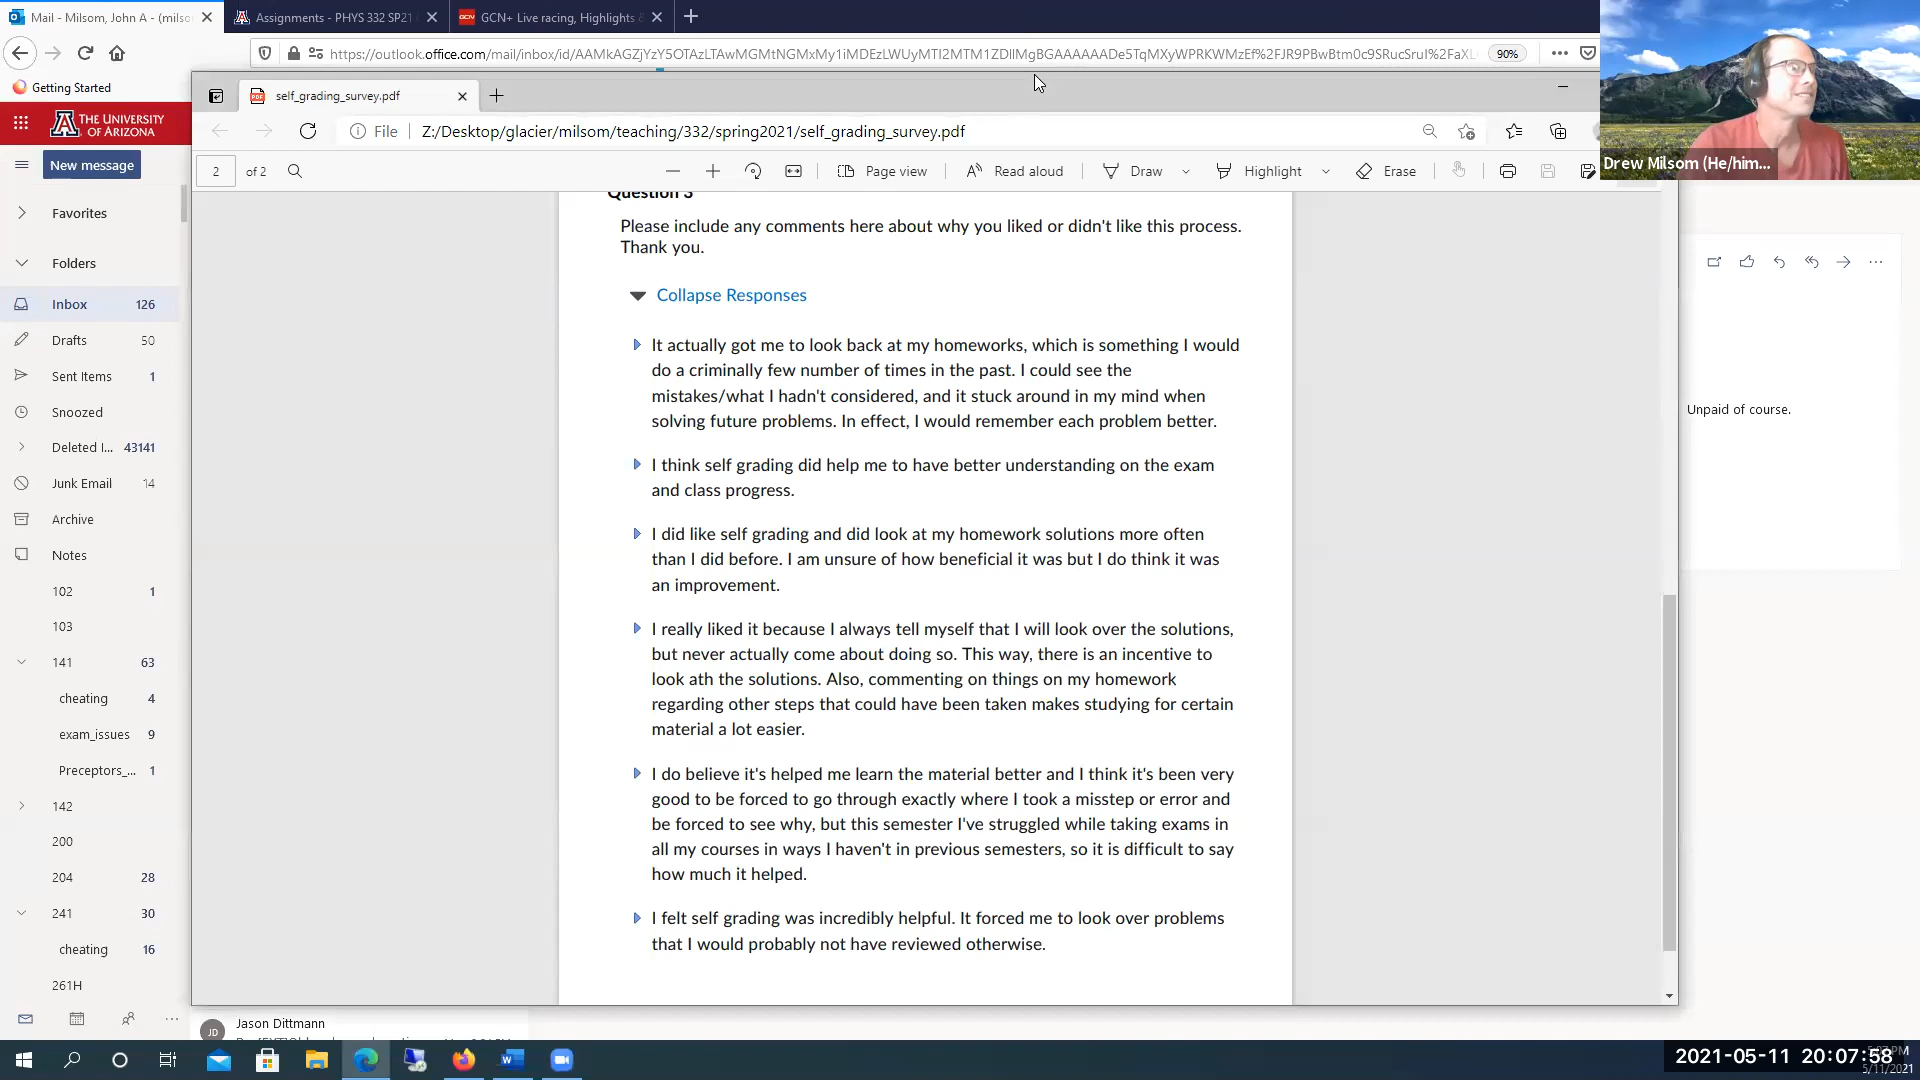 Mail - Milsom, John A - (milso
Assignments - PHYS 332 SP21
GCN+ Live racing, Highlights
https://outlook.office.com/mail/inbox/id/
90%
Getting Started
THE UNIVERSITY
OF ARIZONA
self_grading_survey.pdf
File
Z:/Desktop/glacier/milsom/teaching/332/spring2021/self_grading_survey.pdf
New message
2
of 2
Page view
Read aloud
Draw
Highlight
Erase
Drew Milsom (He/him...
Favorites
Folders
Inbox 126
Drafts 50
Sent Items 1
Snoozed
Deleted I... 43141
Junk Email 14
Archive
Notes
102 1
103
141 63
cheating 4
exam_issues 9
Preceptors_... 1
142
200
204 28
241 30
cheating 16
261H
Question 3
Please include any comments here about why you liked or didn't like this process.
Thank you.
Collapse Responses
It actually got me to look back at my homeworks, which is something I would
do a criminally few number of times in the past. I could see the
mistakes/what I hadn't considered, and it stuck around in my mind when
solving future problems. In effect, I would remember each problem better.
I think self grading did help me to have better understanding on the exam
and class progress.
I did like self grading and did look at my homework solutions more often
than I did before. I am unsure of how beneficial it was but I do think it was
an improvement.
I really liked it because I always tell myself that I will look over the solutions,
but never actually come about doing so. This way, there is an incentive to
look ath the solutions. Also, commenting on things on my homework
regarding other steps that could have been taken makes studying for certain
material a lot easier.
I do believe it's helped me learn the material better and I think it's been very
good to be forced to go through exactly where I took a misstep or error and
be forced to see why, but this semester I've struggled while taking exams in
all my courses in ways I haven't in previous semesters, so it is difficult to say
how much it helped.
I felt self grading was incredibly helpful. It forced me to look over problems
that I would probably not have reviewed otherwise.
Unpaid of course.
JD
Jason Dittmann
2021-05-11 20:07:58
5/11/2021